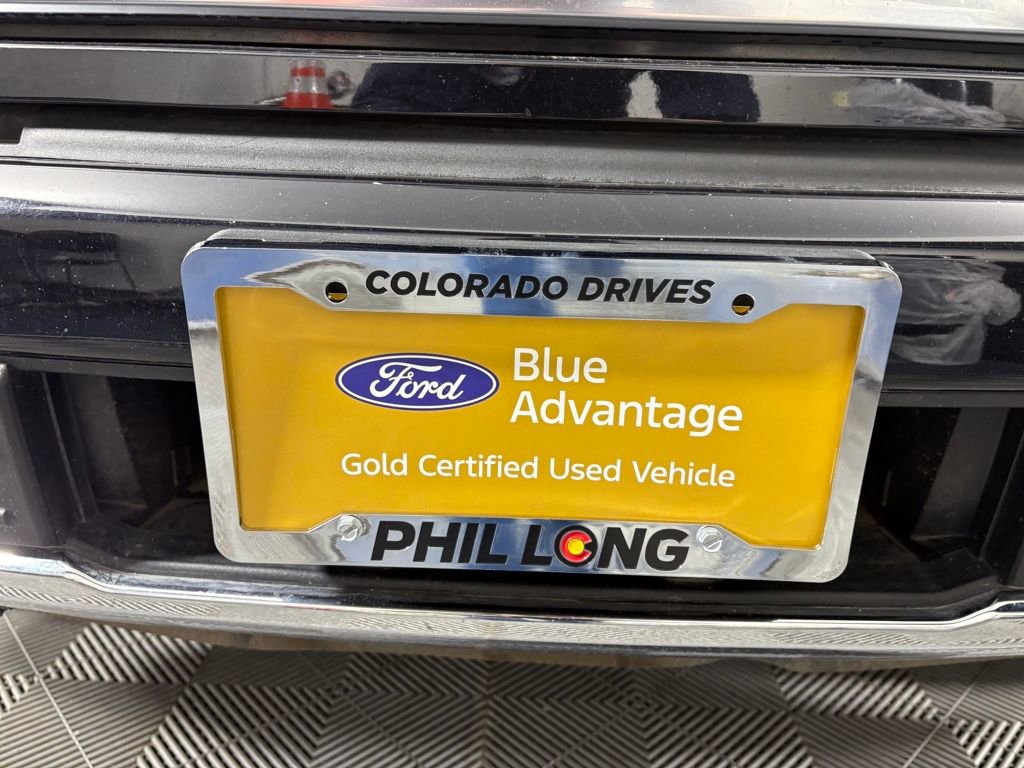 COLORADO DRIVES
Ford
Blue
Advantage
Gold Certified Used Vehicle
PHIL LONG